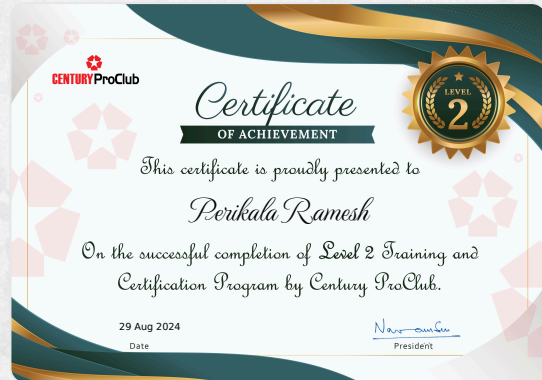 CENTURY ProClub
Certificate
OF ACHIEVEMENT
LEVEL
2
This certificate is proudly presented to
Perikala Ramesh
On the successful completion of Level 2 Training and
Certification Program by Century ProClub.
29 Aug 2024
Date
President